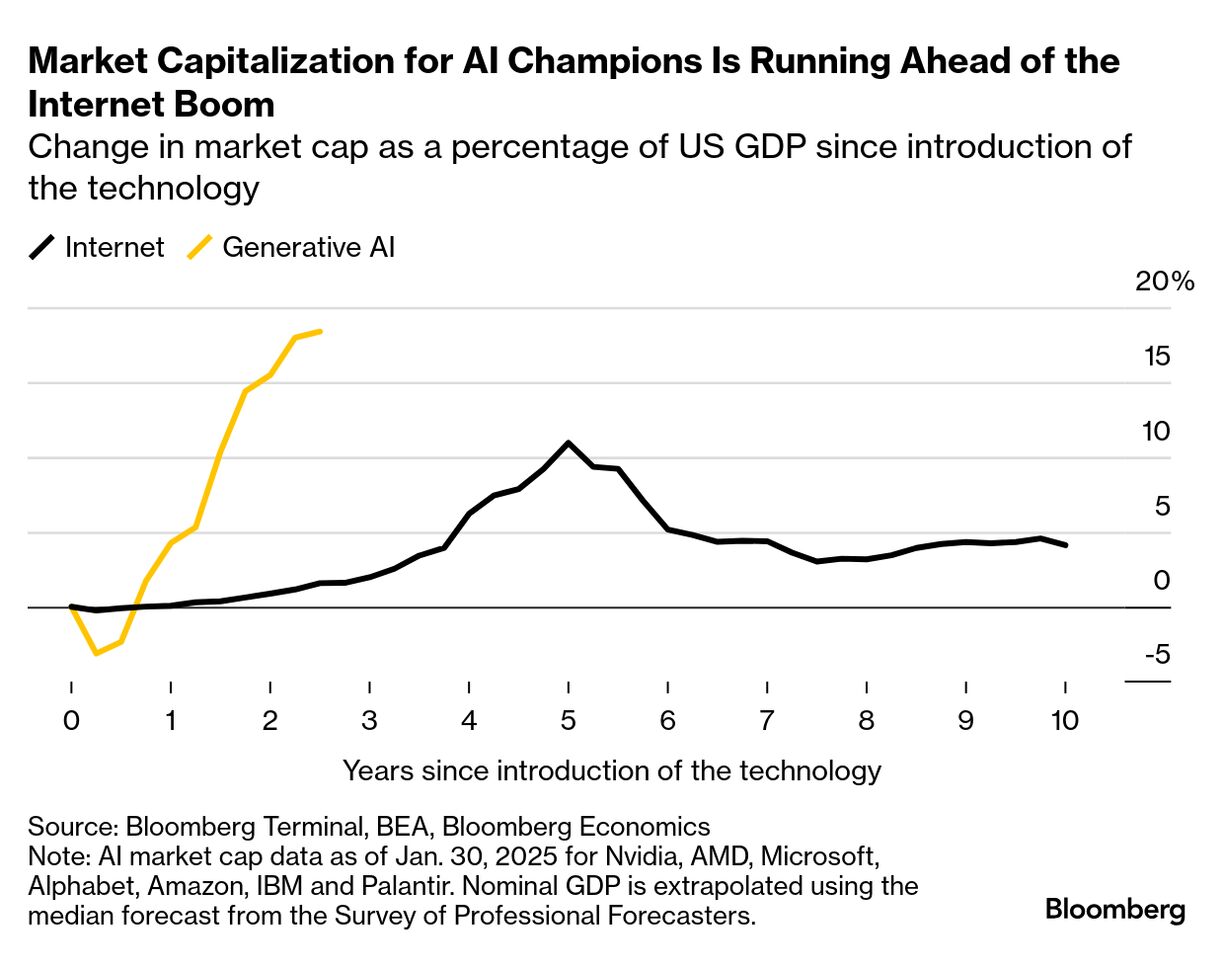 Market Capitalization for AI Champions Is Running Ahead of the
Internet Boom
Change in market cap as a percentage of US GDP since introduction of
the technology
Internet Generative AI
20%
15
10
5
0
-5
0 1 2 3 4 5 6 7 8 9 10
Years since introduction of the technology
Source: Bloomberg Terminal, BEA, Bloomberg Economics
Note: AI market cap data as of Jan. 30, 2025 for Nvidia, AMD, Microsoft,
Alphabet, Amazon, IBM and Palantir. Nominal GDP is extrapolated using the
median forecast from the Survey of Professional Forecasters.
Bloomberg